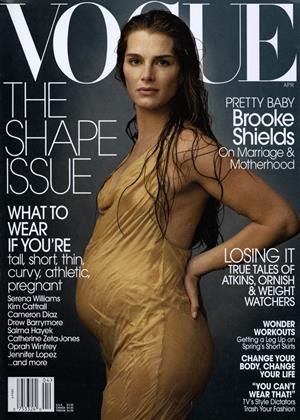 VOGUE
APR
THE
SHAPE
ISSUE
PRETTY BABY
Brooke
Shields
On Marriage &
Motherhood
WHAT TO
WEAR
IF YOU'RE
tall, short, thin,
curvy, athletic,
pregnant
Serena Williams
Kim Cattrall
Cameron Diaz
Drew Barrymore
Salma Hayek
Catherine Zeta-Jones
Oprah Winfrey
Jennifer Lopez
...and more
LOSING IT
TRUE TALES OF
ATKINS, ORNISH
& WEIGHT
WATCHERS
WONDER
WORKOUTS
Getting a Leg Up on
Spring's Short Skirts
CHANGE YOUR
BODY, CHANGE
YOUR LIFE
"YOU CAN'T
WEAR THAT!"
TV's Style Dictators
Trash Your Fashion
04>